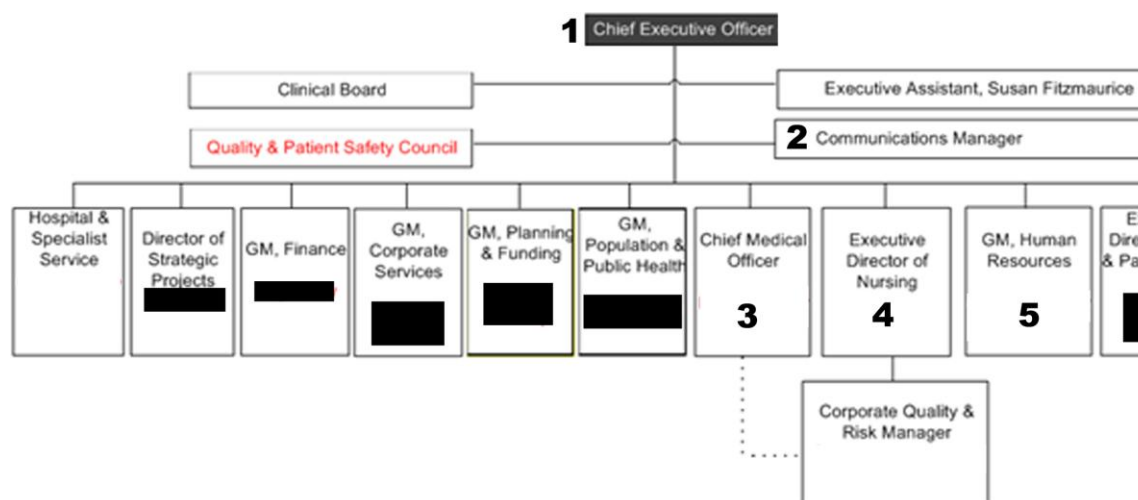 1 Chief Executive Officer
Clinical Board
Executive Assistant, Susan Fitzmaurice
Quality & Patient Safety Council
2 Communications Manager
Hospital &
Specialist
Service
Director of
Strategic
Projects
GM, Finance
GM,
Corporate
Services
GM, Planning
& Funding
GM,
Population &
Public Health
Chief Medical
Officer
3
Executive
Director of
Nursing
4
GM, Human
Resources
5
Corporate Quality &
Risk Manager